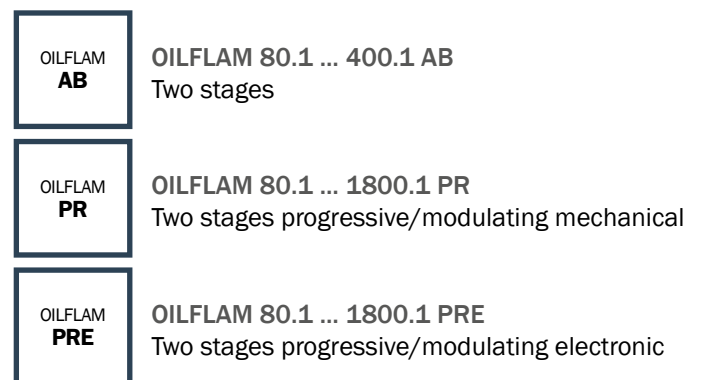 OILFLAM
AB
OILFLAM 80.1 ... 400.1 AB
Two stages
OILFLAM
PR
OILFLAM 80.1 ... 1800.1 PR
Two stages progressive/modulating mechanical
OILFLAM
PRE
OILFLAM 80.1 ... 1800.1 PRE
Two stages progressive/modulating electronic